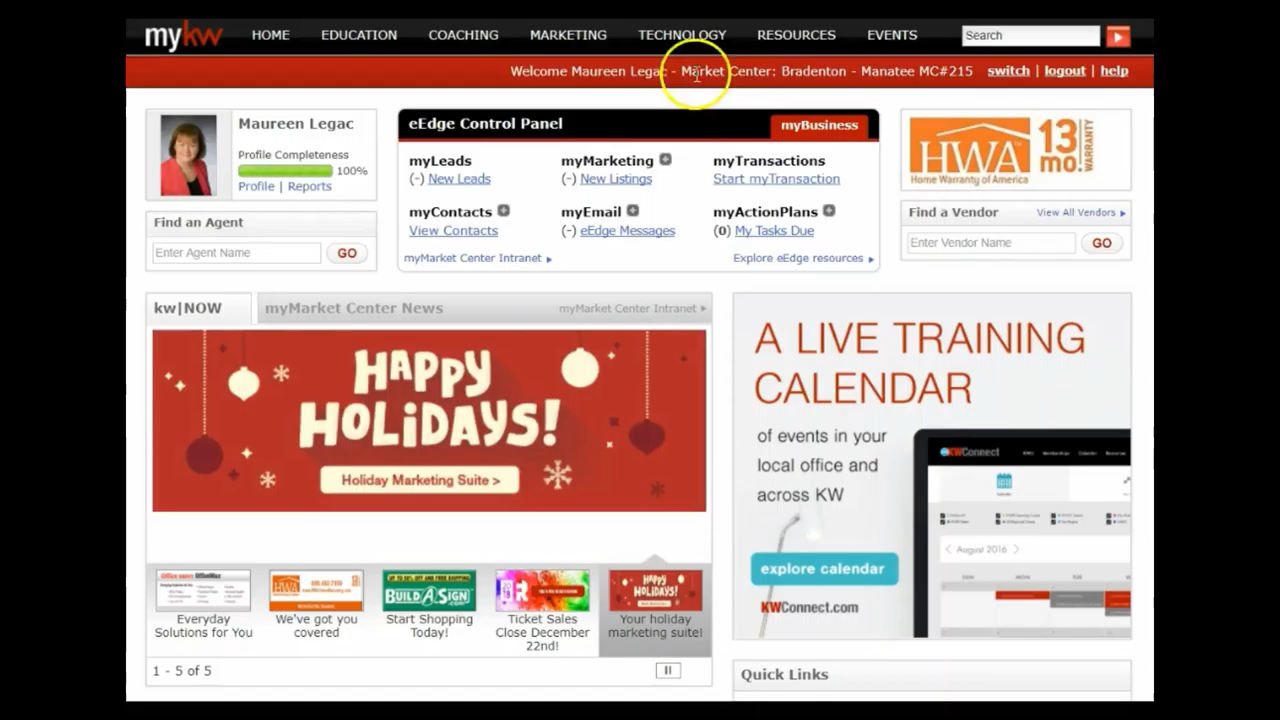 mykw HOME EDUCATION COACHING MARKETING TECHNOLOGY RESOURCES EVENTS Search
Welcome Maureen Legac - Market Center: Bradenton - Manatee MC#215 switch | logout | help
Maureen Legac
Profile Completeness
100%
Profile | Reports
Find an Agent
Enter Agent Name GO
eEdge Control Panel myBusiness
myLeads myMarketing myTransactions
(-) New Leads (-) New Listings Start myTransaction
myContacts myEmail myActionPlans
View Contacts (-) eEdge Messages (0) My Tasks Due
myMarket Center Intranet Explore eEdge resources
HWA 13 mo. WARRANTY
Home Warranty of America
Find a Vendor View All Vendors
Enter Vendor Name GO
kw|NOW myMarket Center News myMarket Center Intranet
HAPPY
HOLiDAYS!
Holiday Marketing Suite >
Everyday
Solutions for You
We've got you
covered
BUILD A SIGN
Start Shopping
Today!
Ticket Sales
Close December
22nd!
HAPPY
HOLiDAYS!
Your holiday
marketing suite!
1 - 5 of 5
A LIVE TRAINING
CALENDAR
of events in your
local office and
across KW
explore calendar
KWConnect.com
KWConnect
August 2016
Quick Links